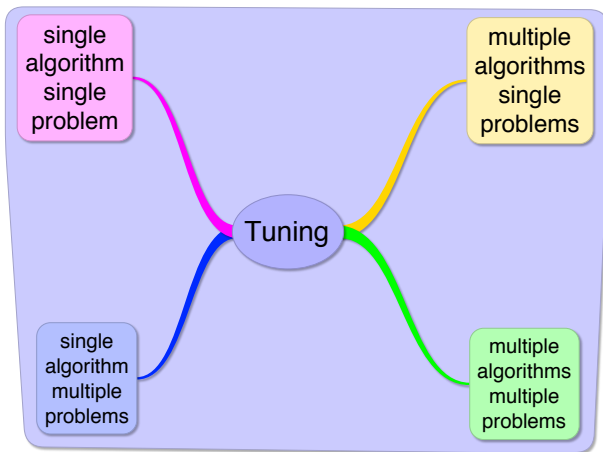 single
algorithm
single
problem
multiple
algorithms
single
problems
Tuning
single
algorithm
multiple
problems
multiple
algorithms
multiple
problems